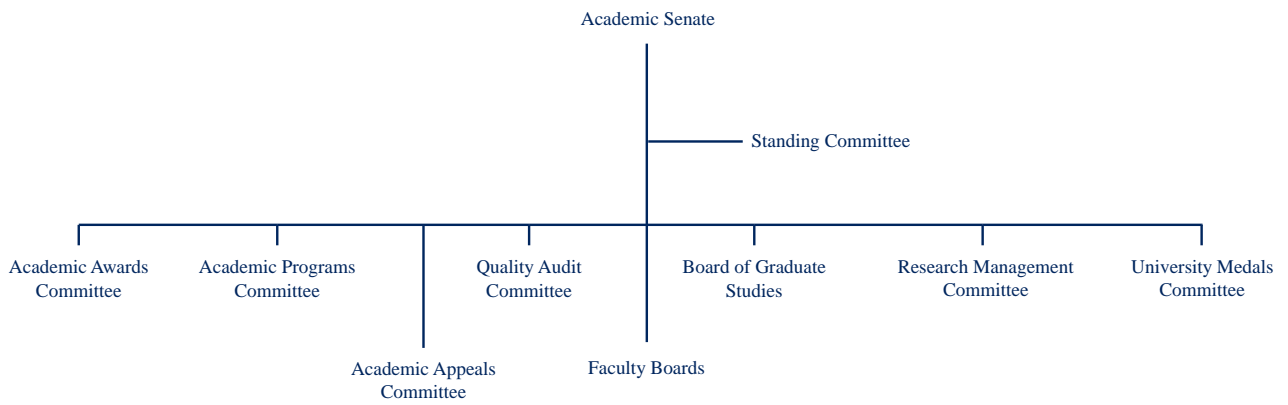 Academic Senate
Standing Committee
Academic Awards
Committee
Academic Programs
Committee
Quality Audit
Committee
Board of Graduate
Studies
Research Management
Committee
University Medals
Committee
Academic Appeals
Committee
Faculty Boards